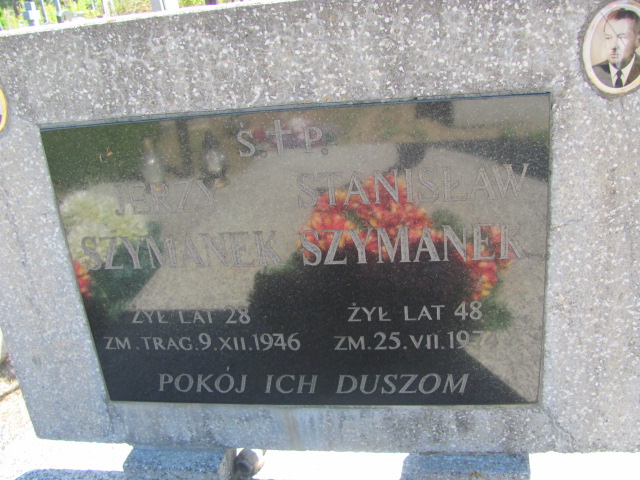 Ś.†P.
JERZY STANISŁAW
SZYMANEK SZYMANEK
ŻYŁ LAT 28 ŻYŁ LAT 48
ZM. TRAG. 9.XII.1946 ZM. 25.VII.
POKÓJ ICH DUSZOM